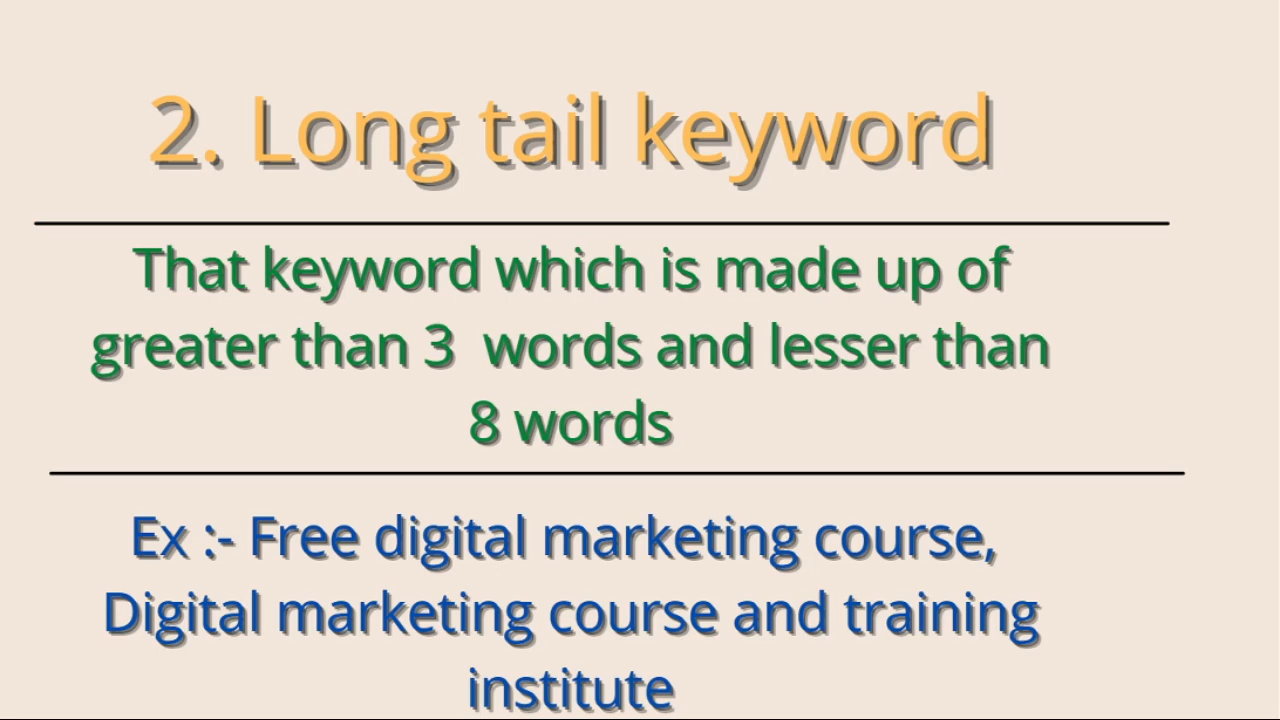 2. Long tail keyword
That keyword which is made up of
greater than 3 words and lesser than
8 words
Ex :- Free digital marketing course,
Digital marketing course and training
institute